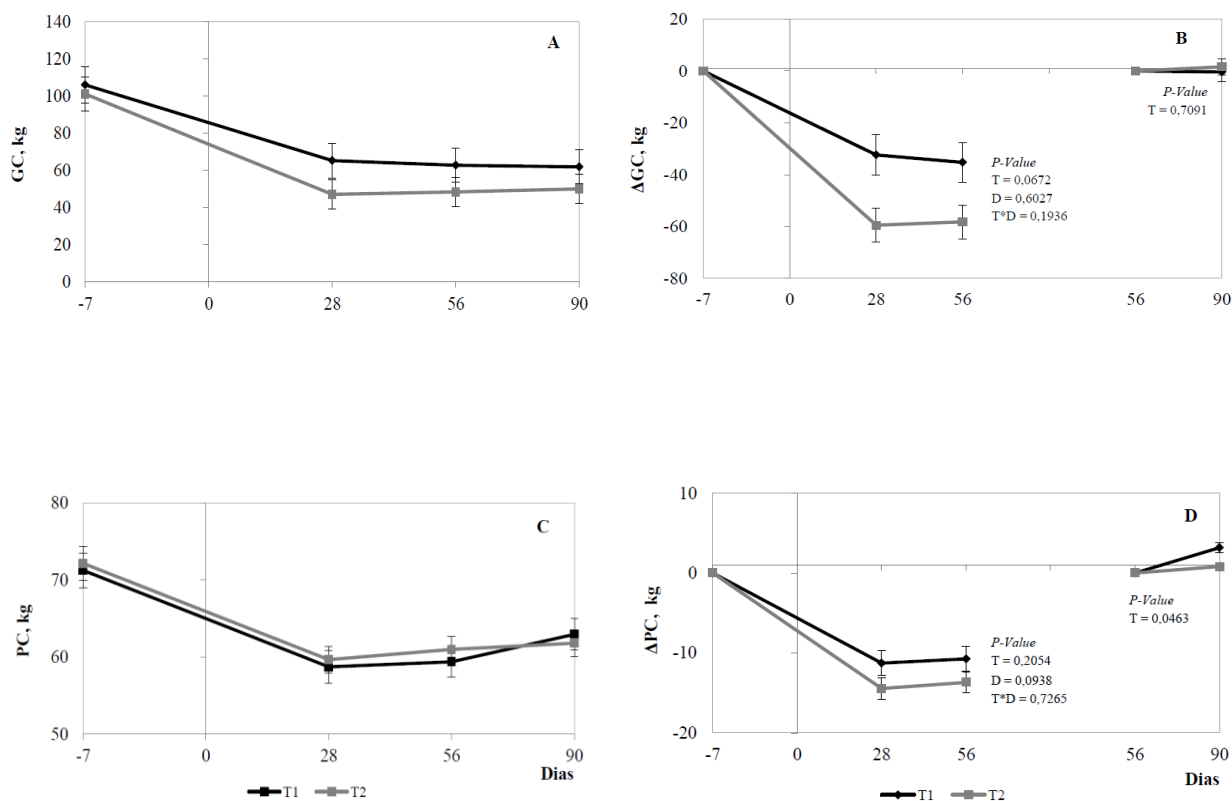 A
GC, kg
120
100
80
60
40
20
0
-7 0 28 56 90
B
ΔGC, kg
20
0
-20
-40
-60
-80
P-Value
T = 0,7091
P-Value
T = 0,0672
D = 0,6027
T*D = 0,1936
-7 0 28 56 56 90
C
PC, kg
80
70
60
50
-7 0 28 56 90
Dias
T1 T2
D
ΔPC, kg
10
0
-10
-20
P-Value
T = 0,0463
P-Value
T = 0,2054
D = 0,0938
T*D = 0,7265
-7 0 28 56 56 90
Dias
T1 T2